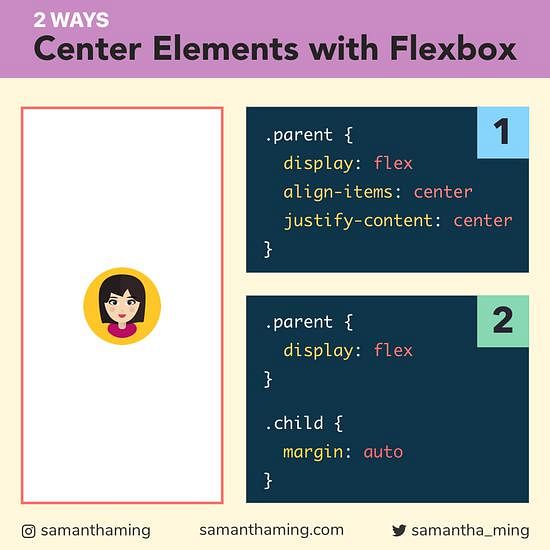 2 WAYS
Center Elements with Flexbox
1
.parent {
display: flex
align-items: center
justify-content: center
}
2
.parent {
display: flex
}
.child {
margin: auto
}
samanthaming
samanthaming.com
samantha_ming